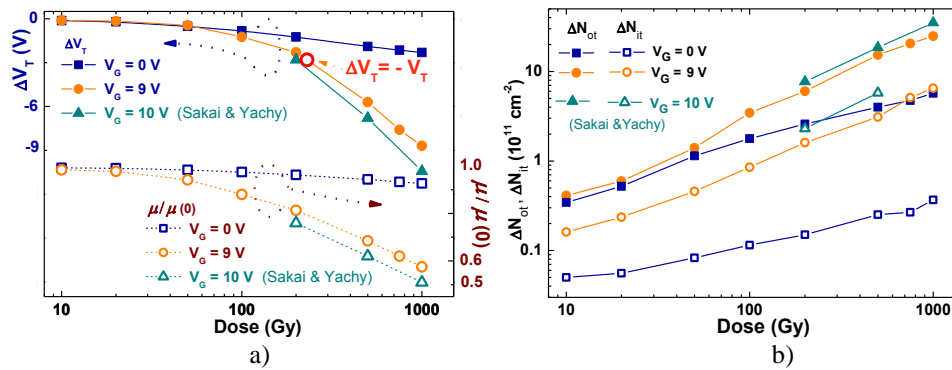 0
-3
-6
-9
ΔV_T (V)
ΔV_T
V_G = 0 V
V_G = 9 V
V_G = 10 V (Sakai & Yachy)
ΔV_T = - V_T
μ/μ(0)
V_G = 0 V
V_G = 9 V
V_G = 10 V (Sakai & Yachy)
1.0
0.6
0.5
μ/μ(0)
10
100
1000
Dose (Gy)
a)
ΔN_ot ΔN_it
V_G = 0 V
V_G = 9 V
V_G = 10 V
(Sakai &Yachy)
10
1
0.1
ΔN_ot, ΔN_it (10^11 cm^-2)
10
100
1000
Dose (Gy)
b)